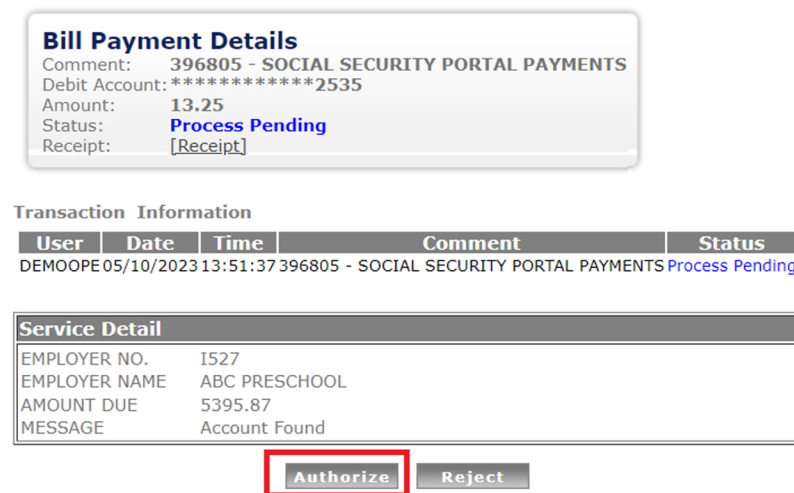 Bill Payment Details
Comment: 396805 - SOCIAL SECURITY PORTAL PAYMENTS
Debit Account: ************2535
Amount: 13.25
Status: Process Pending
Receipt: [Receipt]
Transaction Information
User Date Time Comment Status
DEMOOPE 05/10/2023 13:51:37 396805 - SOCIAL SECURITY PORTAL PAYMENTS Process Pending
Service Detail
EMPLOYER NO. I527
EMPLOYER NAME ABC PRESCHOOL
AMOUNT DUE 5395.87
MESSAGE Account Found
Authorize Reject